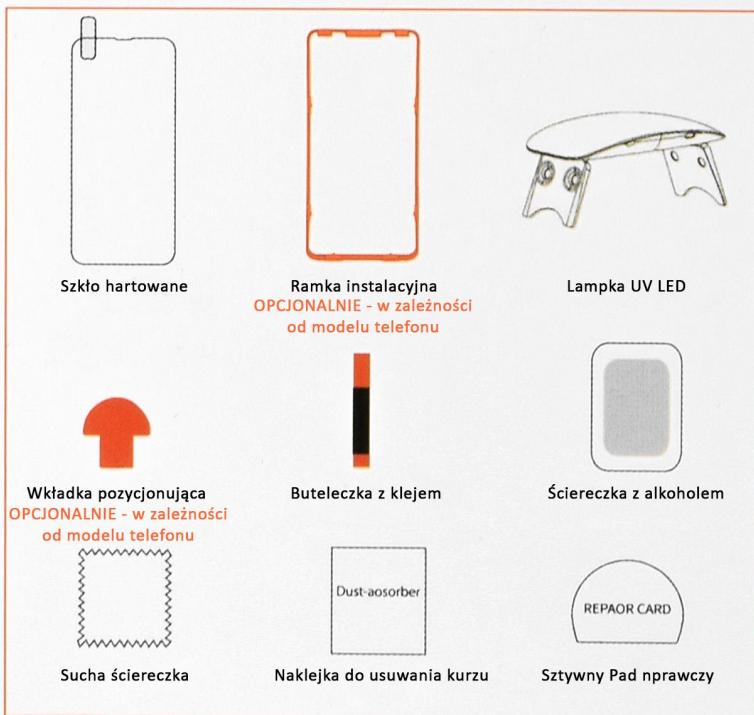 Szkło hartowane
Ramka instalacyjna
OPCJONALNIE - w zależności
od modelu telefonu
Lampka UV LED
Wkładka pozycjonująca
OPCJONALNIE - w zależności
od modelu telefonu
Buteleczka z klejem
Ściereczka z alkoholem
Sucha ściereczka
Dust-aosorber
Naklejka do usuwania kurzu
REPAOR CARD
Sztywny Pad nprawczy